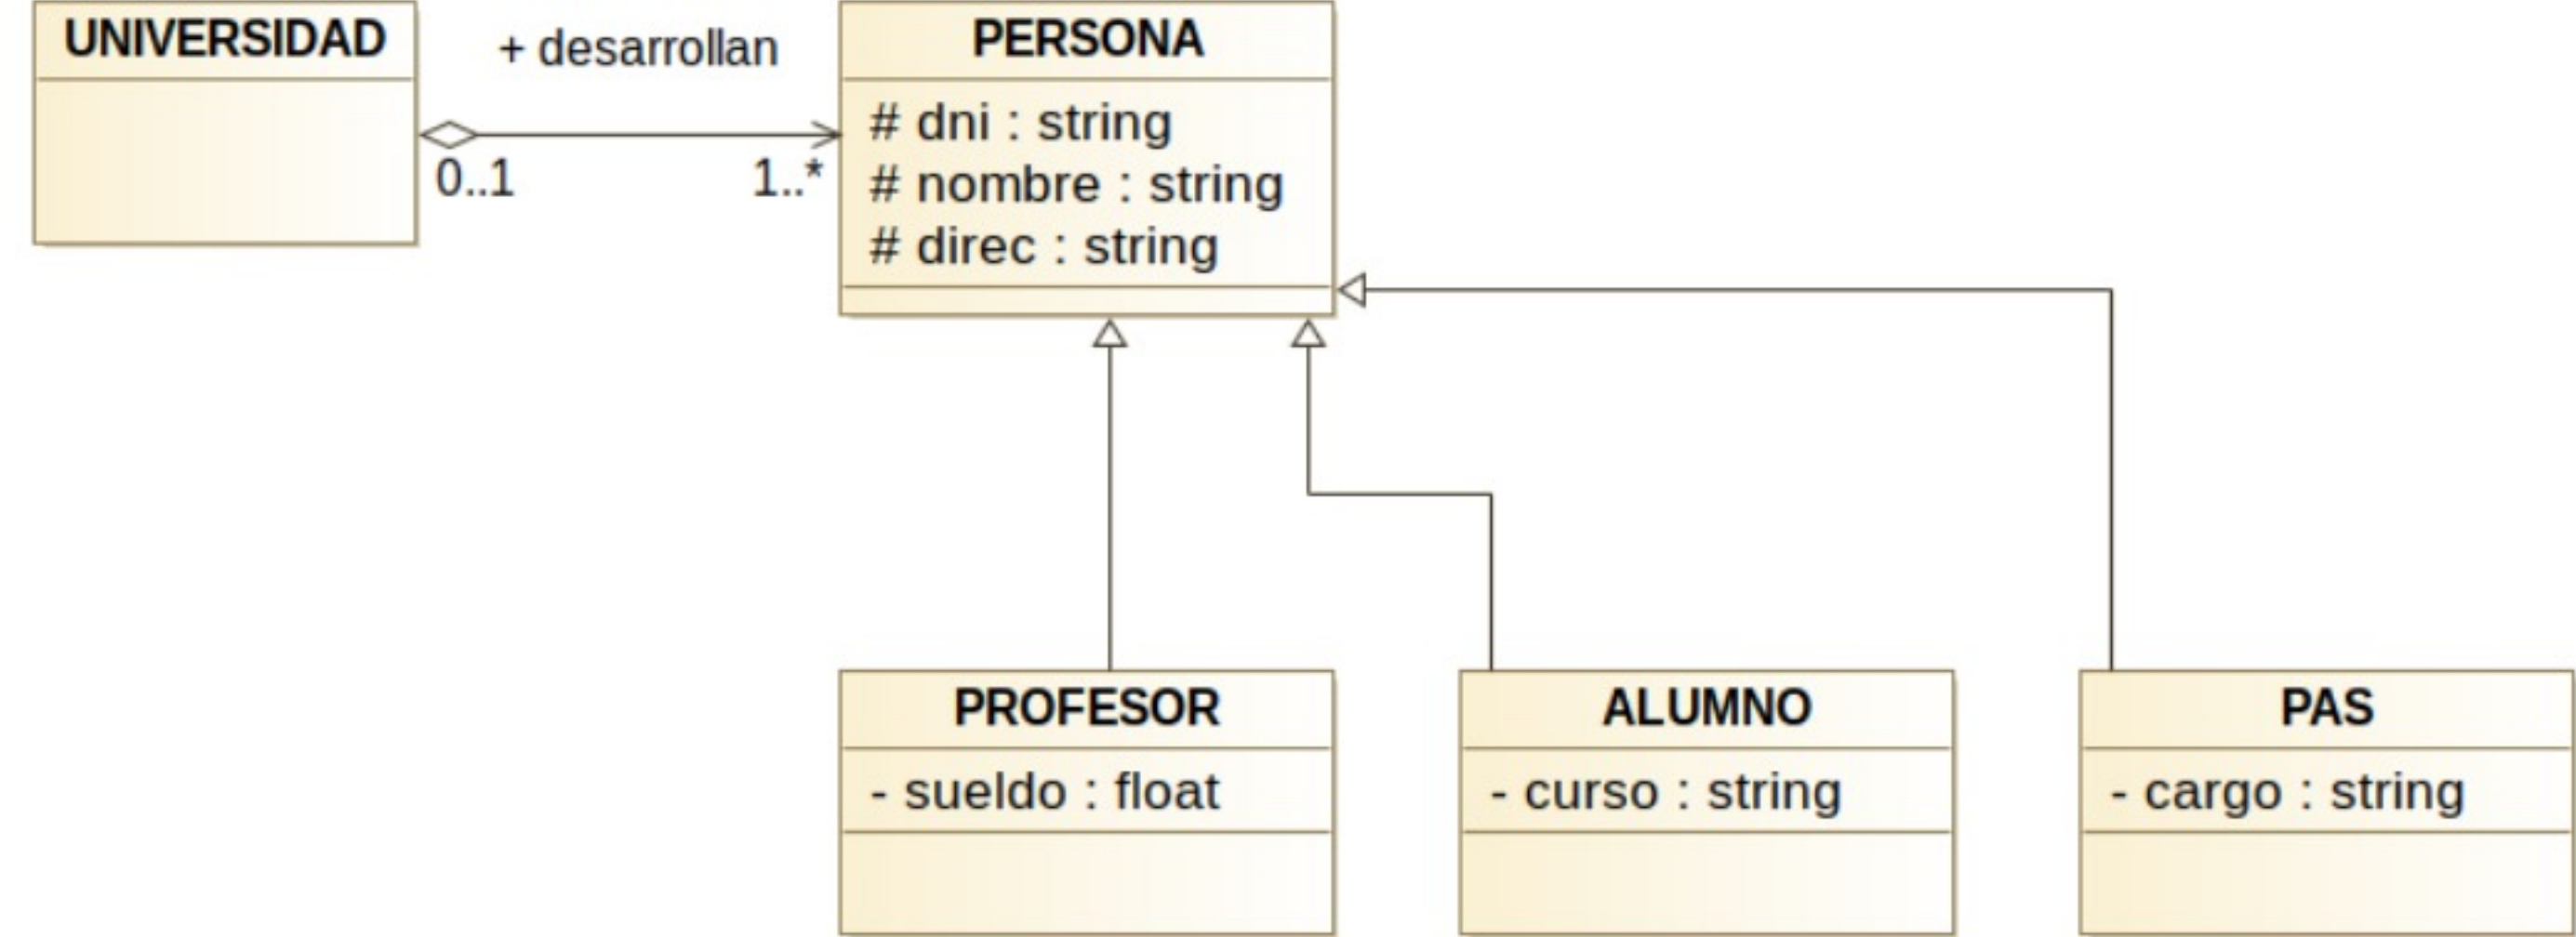 UNIVERSIDAD
+ desarrollan
0..1
1..*
PERSONA
# dni : string
# nombre : string
# direc : string
PROFESOR
- sueldo : float
ALUMNO
- curso : string
PAS
- cargo : string